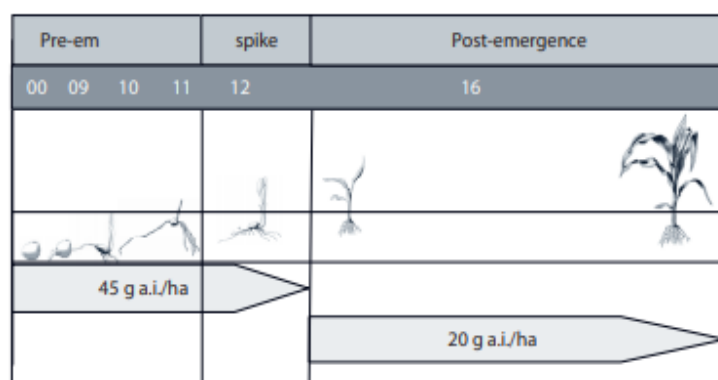 Pre-em spike Post-emergence
00 09 10 11 12 16
45 g a.i./ha
20 g a.i./ha